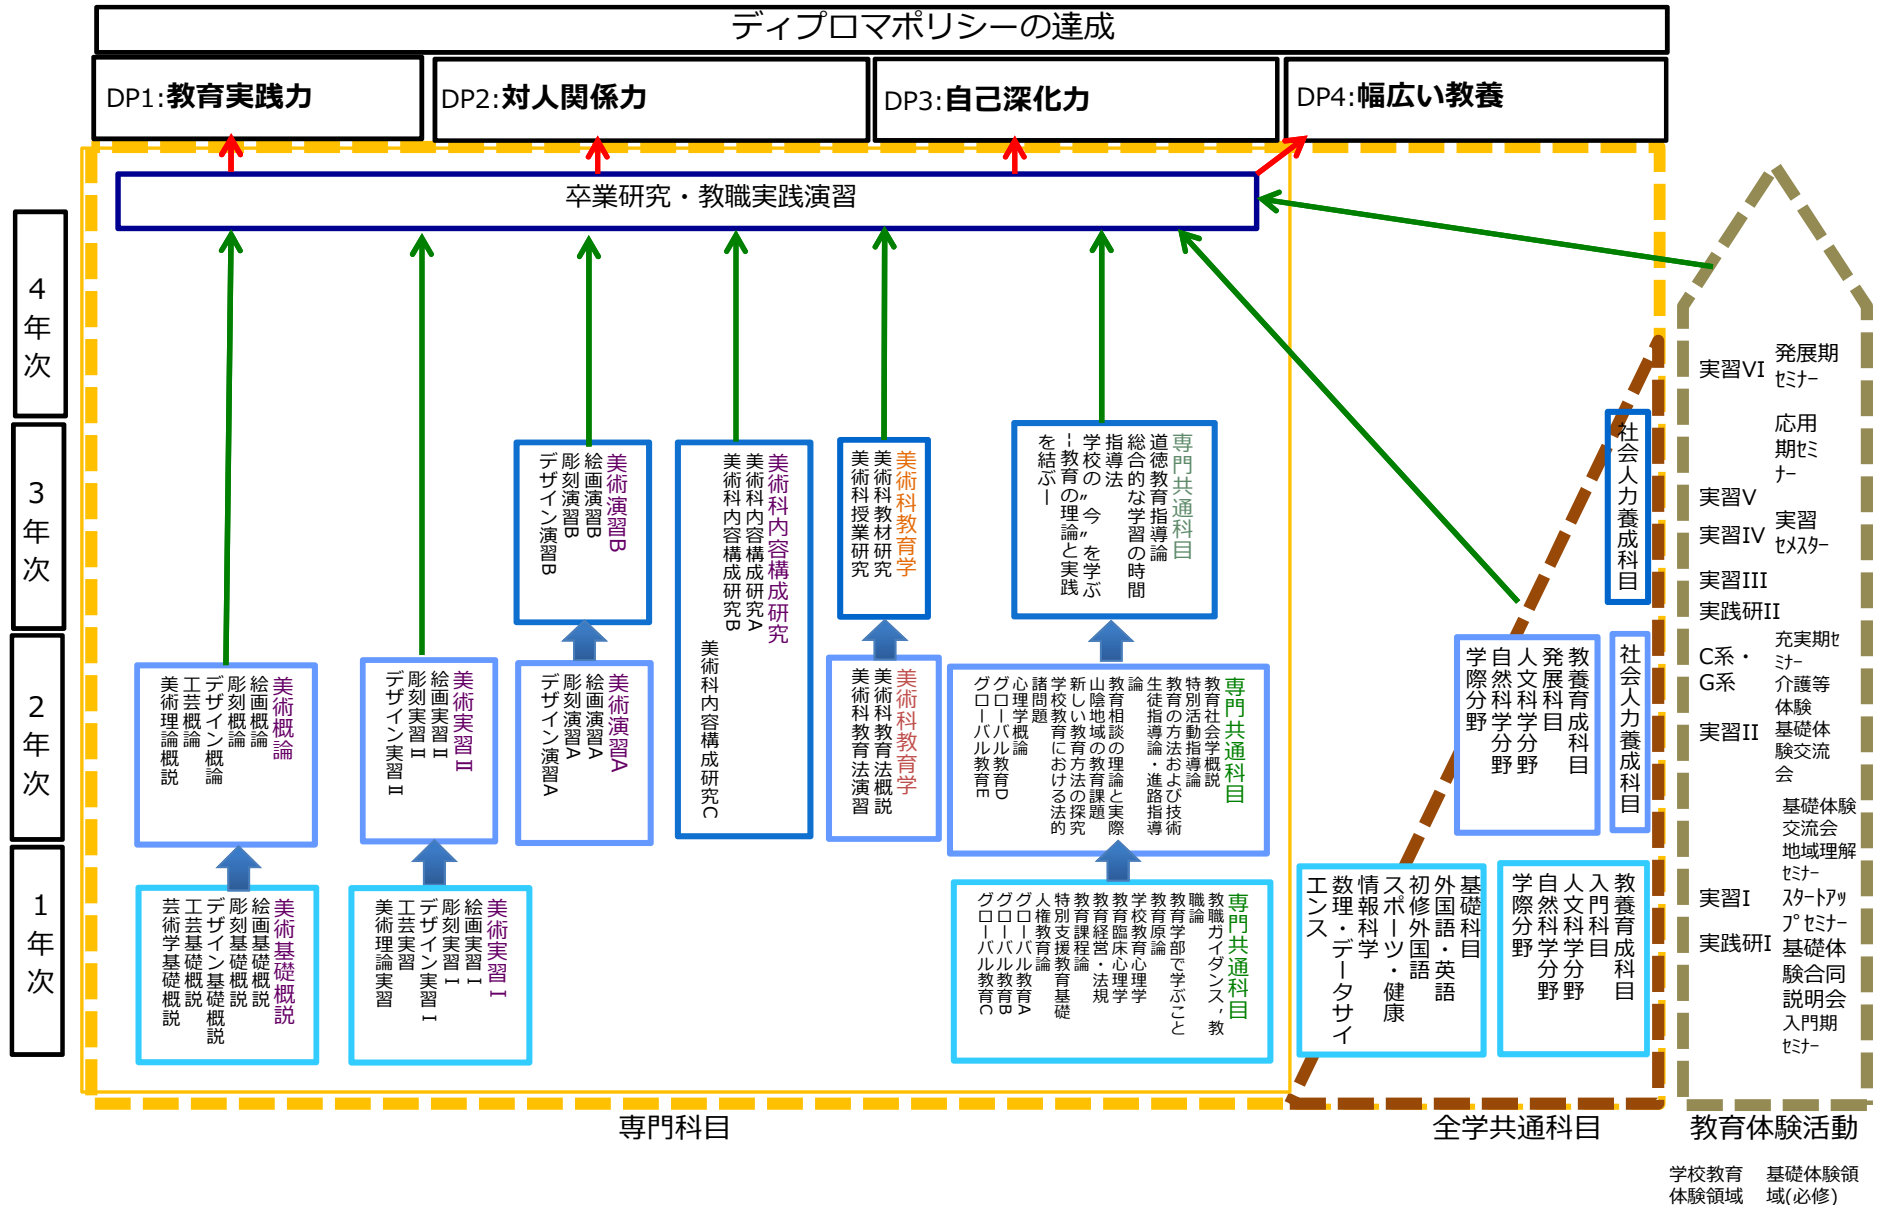 ディプロマポリシーの達成
DP1:教育実践力
DP2:対人関係力
DP3:自己深化力
DP4:幅広い教養
卒業研究・教職実践演習
4年次
3年次
2年次
1年次
美術演習B
絵画演習B
彫刻演習B
デザイン演習B
美術科内容構成研究
美術科内容構成研究A
美術科内容構成研究B
美術科内容構成研究C
美術科教育学
美術科教材研究
美術科授業研究
専門共通科目
道徳教育指導論
総合的な学習の時間
指導法
学校の〝今〟を学ぶ
ー教育の理論と実践
を結ぶー
社会人力養成科目
美術概論
絵画概論
彫刻概論
デザイン概論
工芸概論
美術理論概説
美術実習Ⅱ
絵画実習Ⅱ
彫刻実習Ⅱ
デザイン実習Ⅱ
美術演習A
絵画演習A
彫刻演習A
デザイン演習A
美術科教育学
美術科教育法概説
美術科教育法演習
専門共通科目
教育社会学概説
特別活動指導論
教育の方法および技術
生徒指導論・進路指導
論
教育相談の理論と実際
山陰地域の教育課題
新しい教育方法の探究
学校教育における法的
諸問題
心理学概論
グローバル教育D
グローバル教育E
教養育成科目
発展科目
人文科学分野
自然科学分野
学際分野
社会人力養成科目
美術基礎概説
絵画基礎概説
彫刻基礎概説
デザイン基礎概説
工芸基礎概説
芸術学基礎概説
美術実習Ⅰ
絵画実習Ⅰ
彫刻実習Ⅰ
デザイン実習Ⅰ
工芸実習
美術理論実習
専門共通科目
教職ガイダンス,教
職論
教育学部で学ぶこと
教育原論
学校教育心理学
教育臨床心理学
教育経営・法規
教育課程論
特別支援教育基礎
人権教育論
グローバル教育A
グローバル教育B
グローバル教育C
基礎科目
外国語・英語
初修外国語
スポーツ・健康
情報科学
数理・データサイ
エンス
教養育成科目
入門科目
人文科学分野
自然科学分野
学際分野
実習VI
実習V
実習IV
実習III
実践研II
C系・
G系
実習II
実習I
実践研I
発展期
ｾﾐﾅｰ
応用
期ｾﾐ
ﾅｰ
実習
ｾﾒｽﾀｰ
充実期ｾ
ﾐﾅｰ
介護等
体験
基礎体
験交流
会
基礎体験
交流会
地域理解
ｾﾐﾅｰ
ｽﾀｰﾄｱｯ
ﾌﾟｾﾐﾅｰ
基礎体
験合同
説明会
入門期
ｾﾐﾅｰ
専門科目
全学共通科目
教育体験活動
学校教育
体験領域
基礎体験領
域(必修)